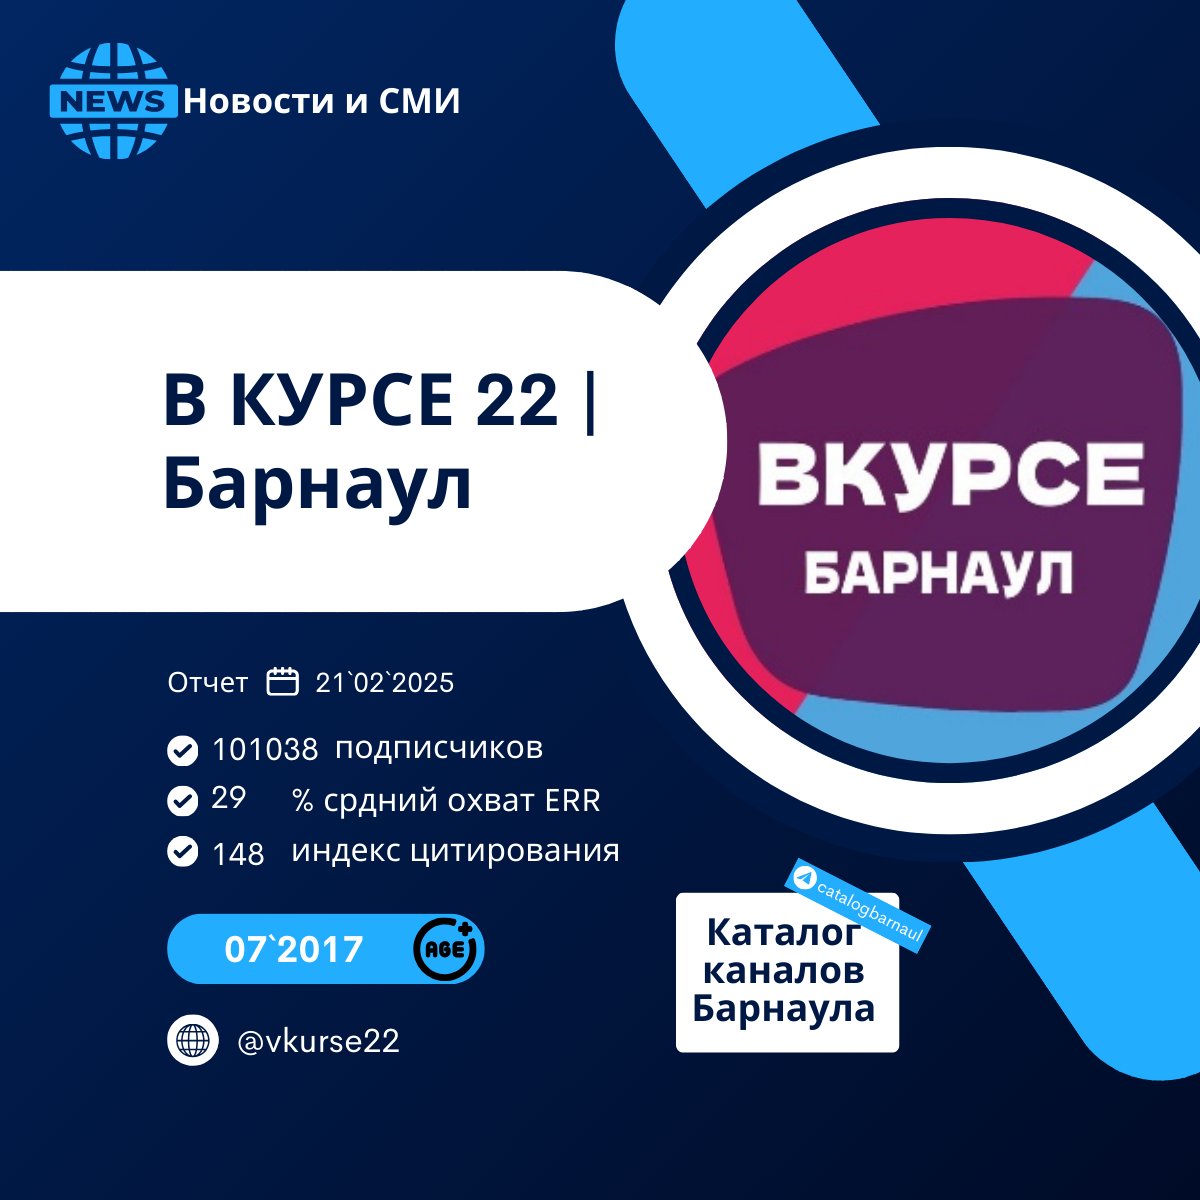 NEWS Новости и СМИ
В КУРСЕ 22 |
Барнаул
ВКУРСЕ
БАРНАУЛ
Отчет 21`02`2025
101038 подписчиков
29 % срдний охват ERR
148 индекс цитирования
07`2017 AGE+
@vkurse22
catalogbarnaul
Каталог
каналов
Барнаула